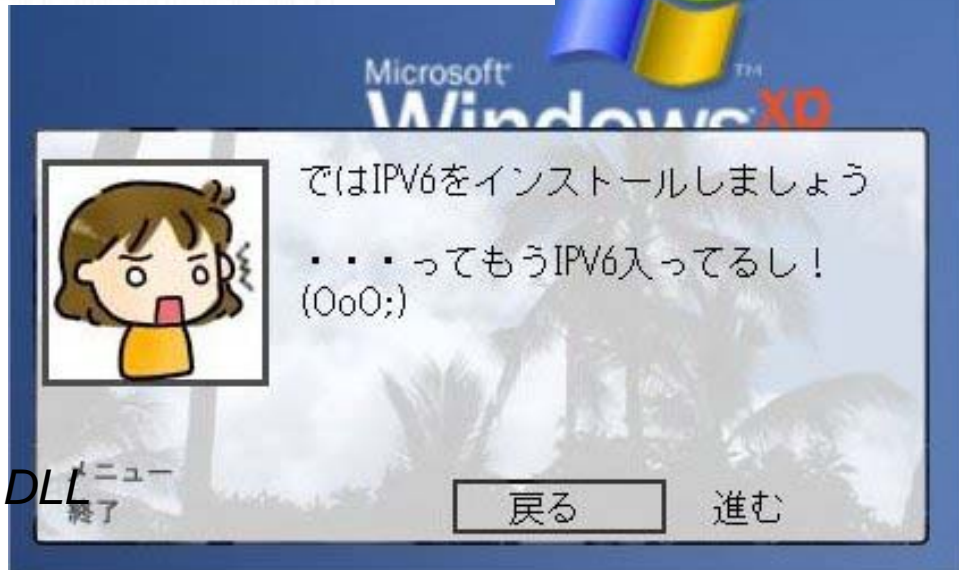 Microsoft
Windows xp
TM
ではIPV6をインストールしましょう
・・・ってもうIPV6入ってるし！
(OoO;)
メニュー
DLL
終了
戻る
進む